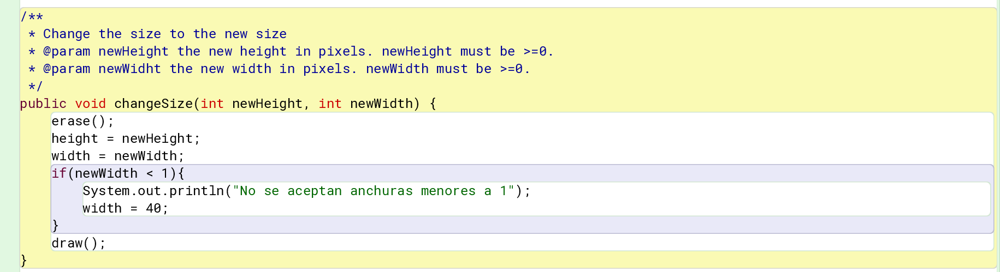 /**
 * Change the size to the new size
 * @param newHeight the new height in pixels. newHeight must be >=0.
 * @param newWidht the new width in pixels. newWidth must be >=0.
 */
public void changeSize(int newHeight, int newWidth) {
    erase();
    height = newHeight;
    width = newWidth;
    if(newWidth < 1){
        System.out.println("No se aceptan anchuras menores a 1");
        width = 40;
    }
    draw();
}